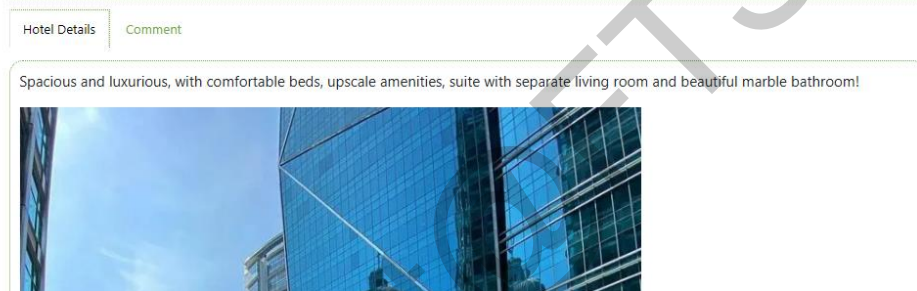 Hotel Details
Comment
Spacious and luxurious, with comfortable beds, upscale amenities, suite with separate living room and beautiful marble bathroom!
ETS